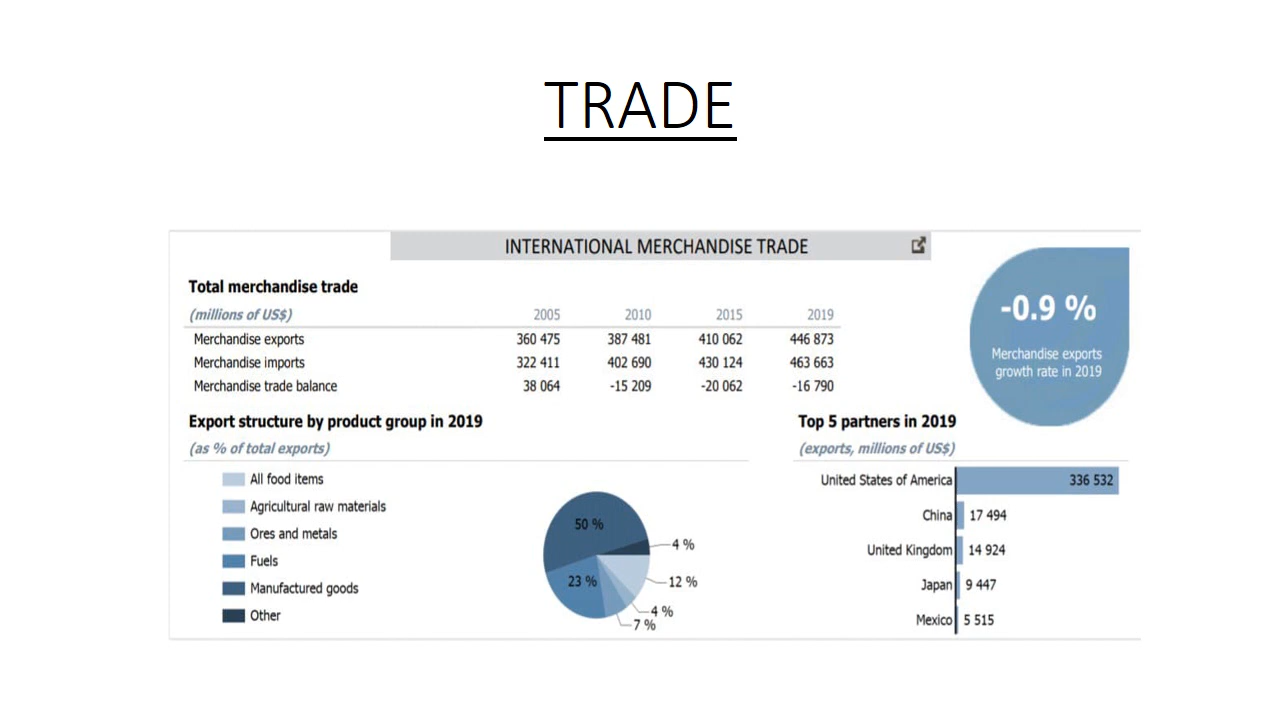 TRADE
INTERNATIONAL MERCHANDISE TRADE
Total merchandise trade
(millions of US$) 2005 2010 2015 2019
Merchandise exports 360 475 387 481 410 062 446 873
Merchandise imports 322 411 402 690 430 124 463 663
Merchandise trade balance 38 064 -15 209 -20 062 -16 790
-0.9 %
Merchandise exports
growth rate in 2019
Export structure by product group in 2019
(as % of total exports)
All food items
Agricultural raw materials
Ores and metals
Fuels
Manufactured goods
Other
50 %
4 %
23 %
12 %
4 %
7 %
Top 5 partners in 2019
(exports, millions of US$)
United States of America 336 532
China 17 494
United Kingdom 14 924
Japan 9 447
Mexico 5 515